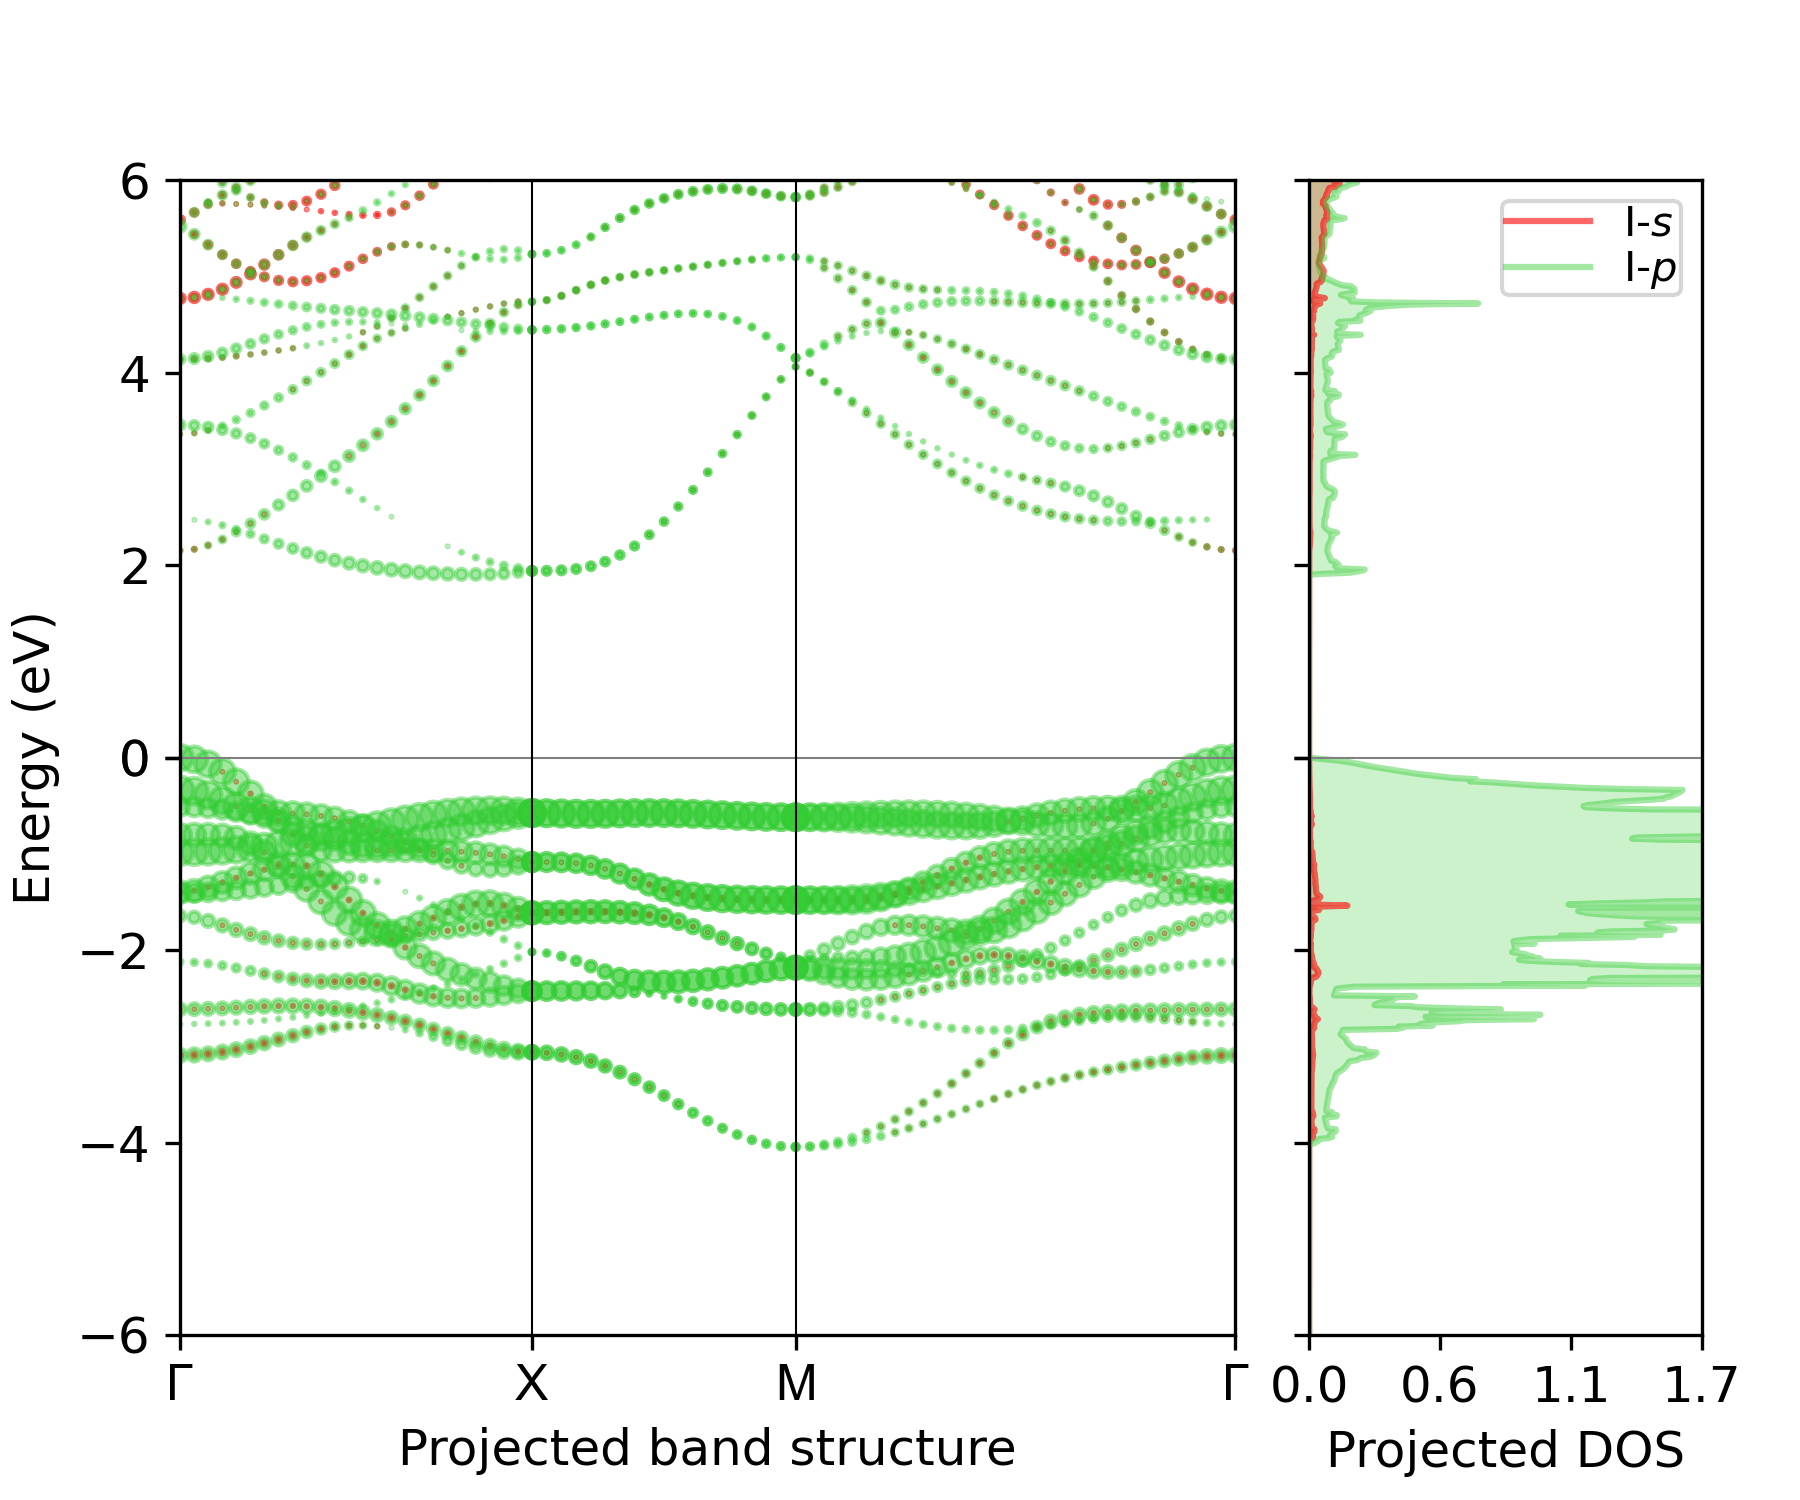 6
4
2
0
−2
−4
−6
Energy (eV)
Γ
X
M
Γ
Projected band structure
I-s
I-p
0.0
0.6
1.1
1.7
Projected DOS